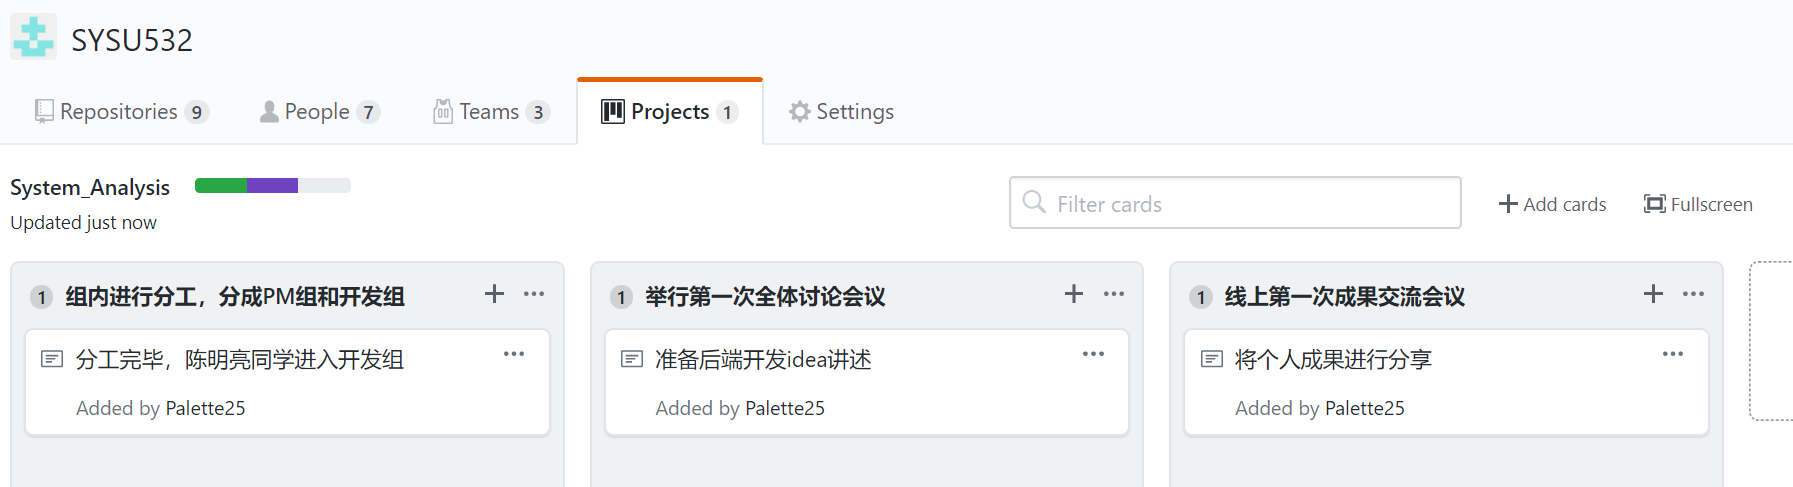 SYSU532
Repositories 9 People 7 Teams 3 Projects 1 Settings
System_Analysis
Updated just now
Filter cards
Add cards Fullscreen
1 组内进行分工，分成PM组和开发组
分工完毕，陈明亮同学进入开发组
Added by Palette25
1 举行第一次全体讨论会议
准备后端开发idea讲述
Added by Palette25
1 线上第一次成果交流会议
将个人成果进行分享
Added by Palette25